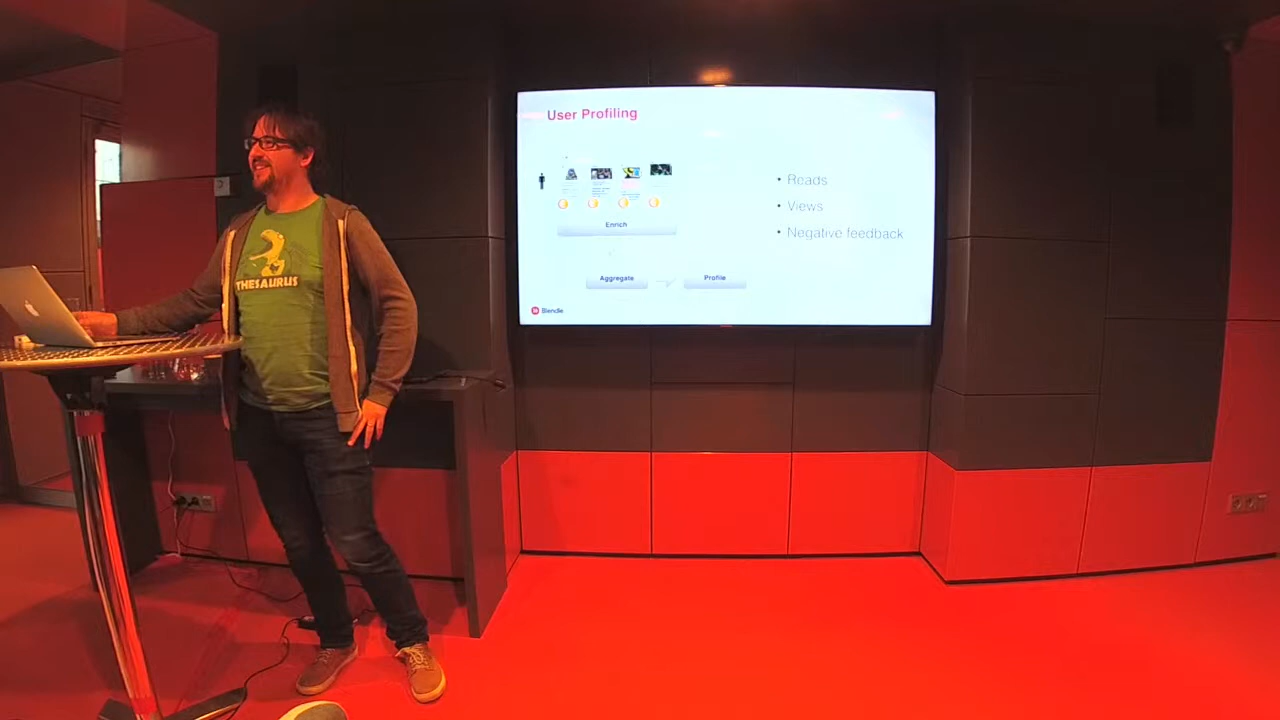 User Profiling
Enrich
Aggregate
Profile
• Reads
• Views
• Negative feedback
Blendle
THESAURUS